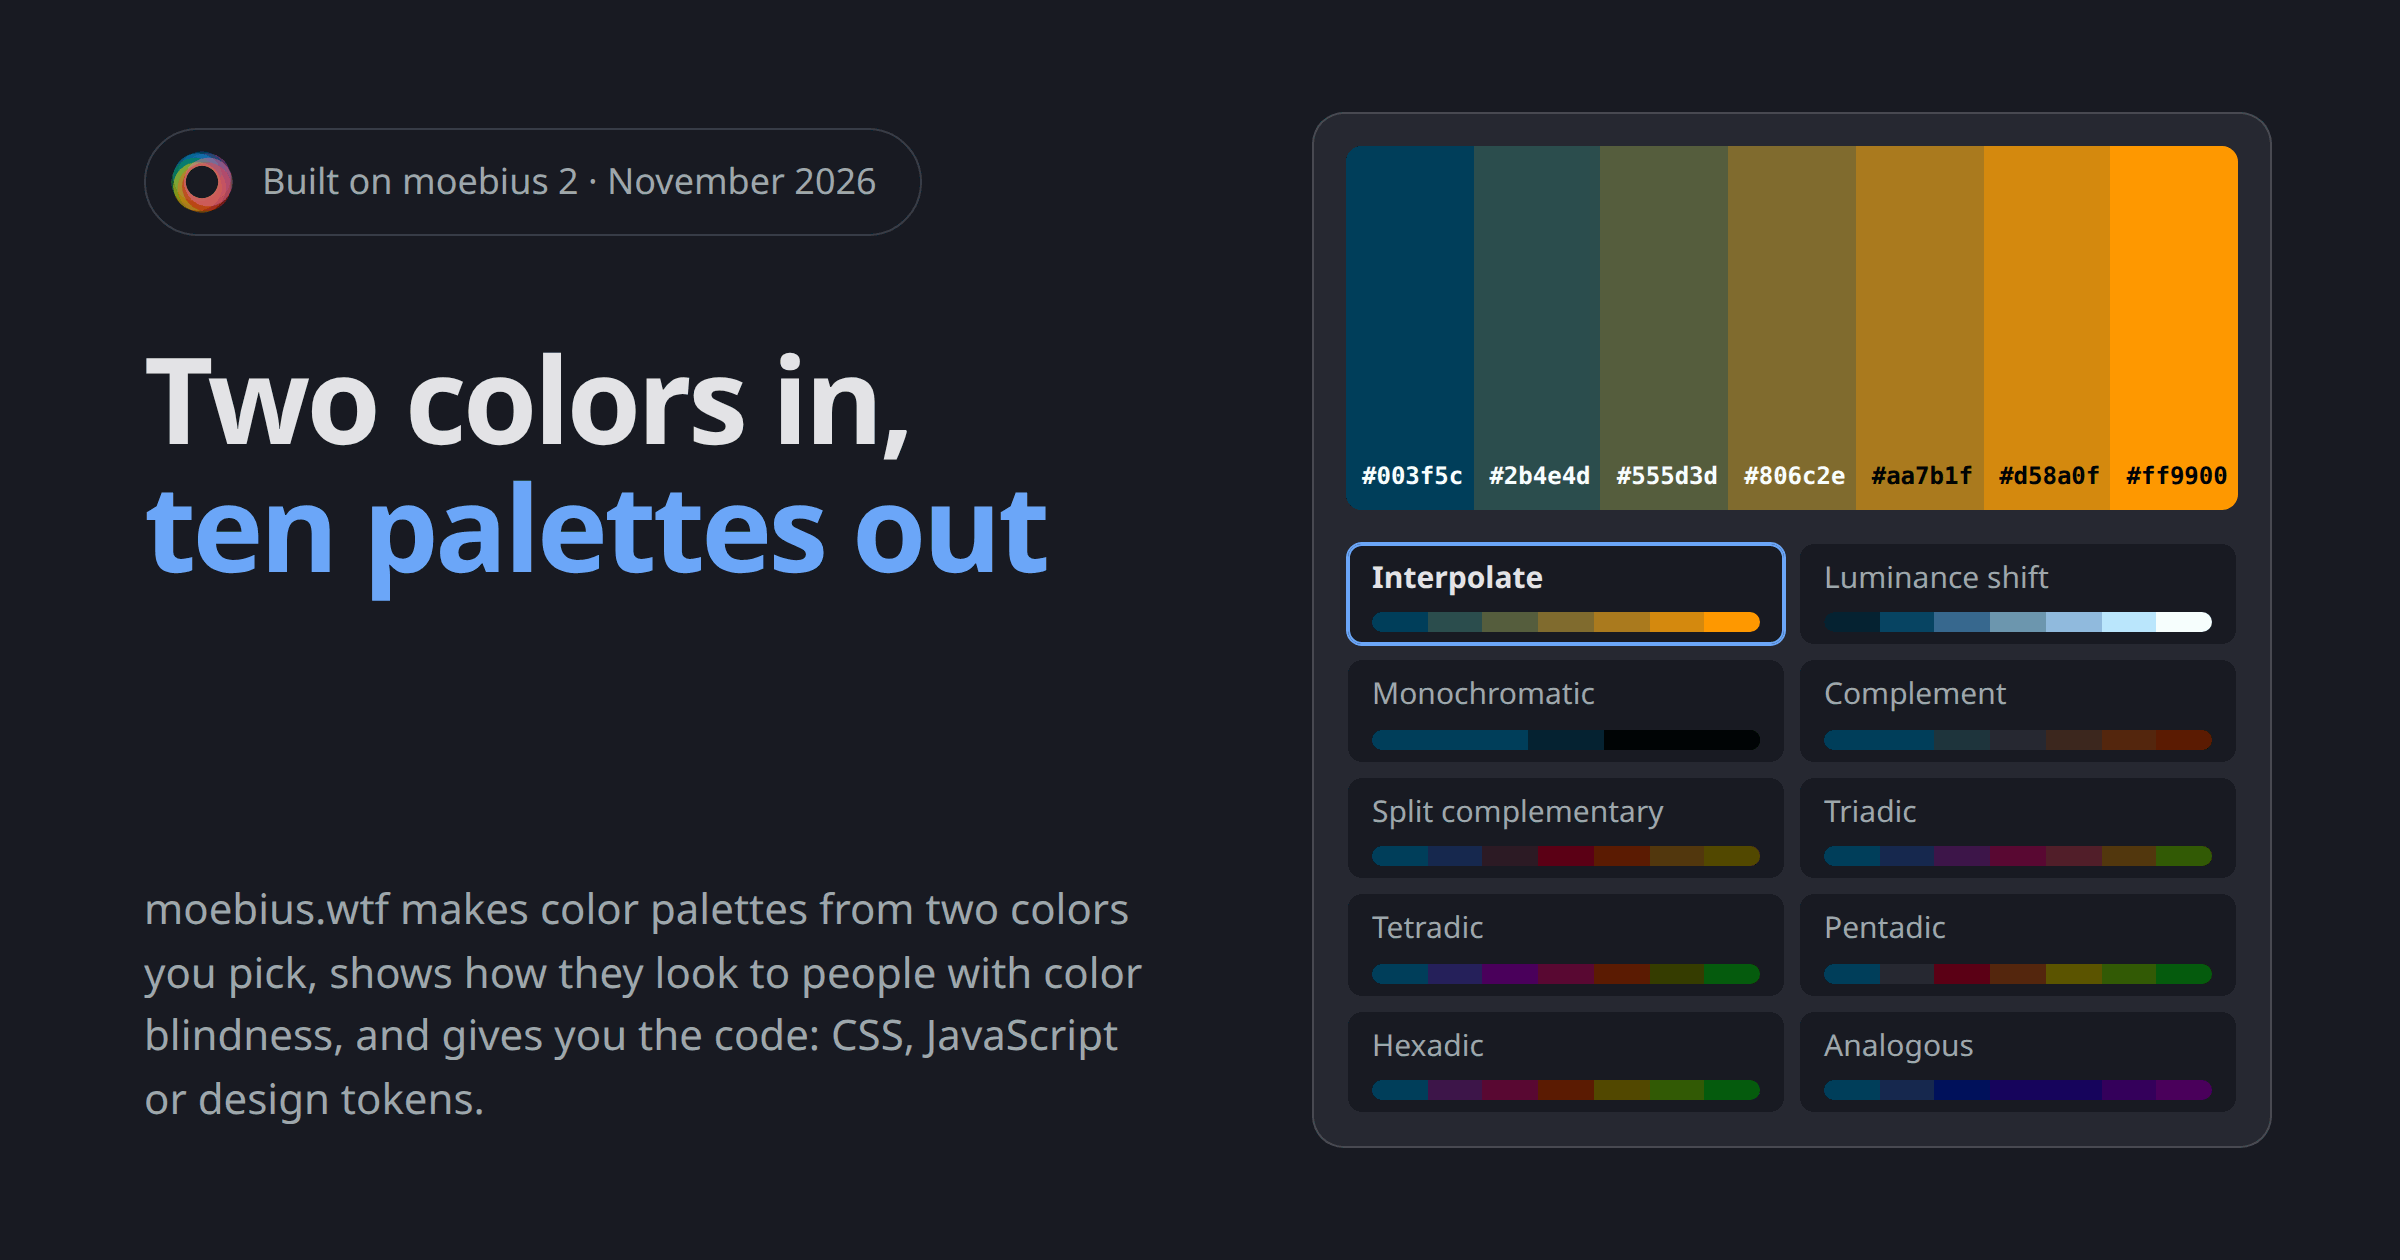 Built on moebius 2 · November 2026
Two colors in,
ten palettes out
moebius.wtf makes color palettes from two colors
you pick, shows how they look to people with color
blindness, and gives you the code: CSS, JavaScript
or design tokens.
#003f5c #2b4e4d #555d3d #806c2e #aa7b1f #d58a0f #ff9900
Interpolate
Luminance shift
Monochromatic
Complement
Split complementary
Triadic
Tetradic
Pentadic
Hexadic
Analogous